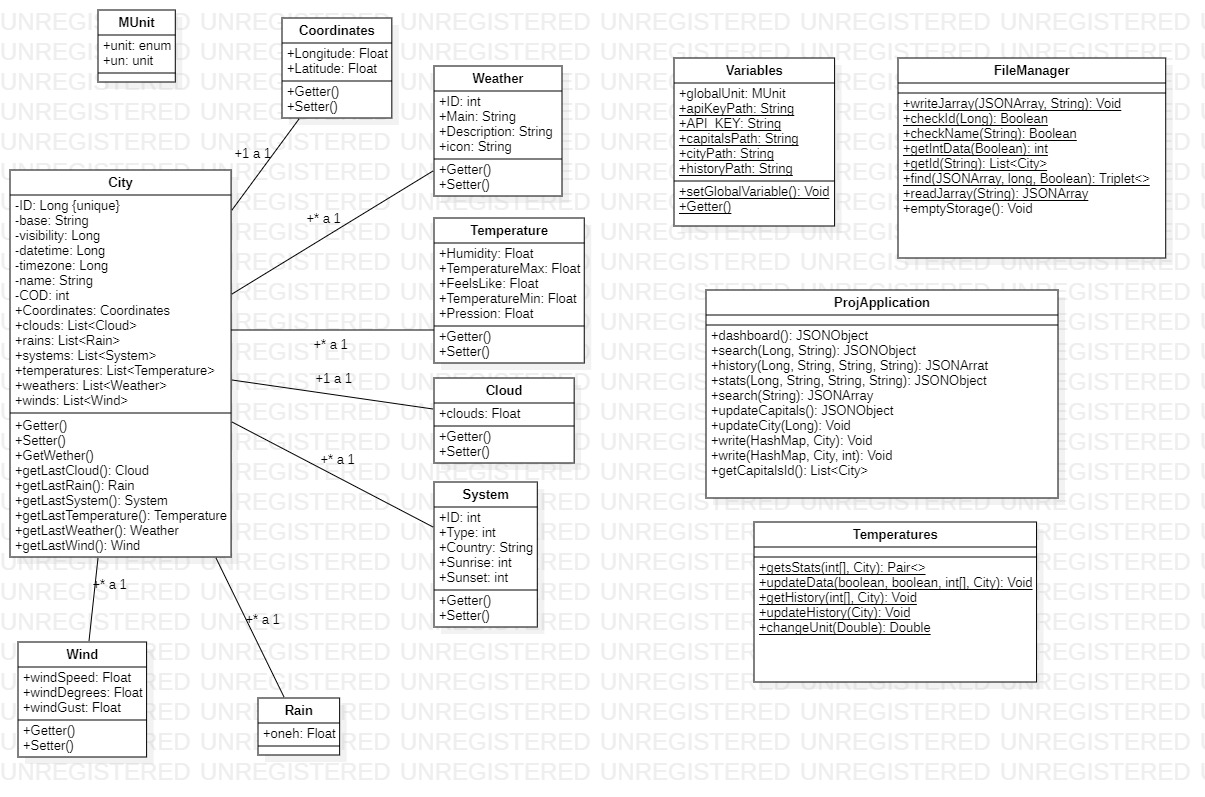 MUnit
+unit: enum
+un: unit
Coordinates
+Longitude: Float
+Latitude: Float
+Getter()
+Setter()
Weather
+ID: int
+Main: String
+Description: String
+icon: String
+Getter()
+Setter()
+1 a 1
+* a 1
City
-ID: Long {unique}
-base: String
-visibility: Long
-datetime: Long
-timezone: Long
-name: String
-COD: int
+Coordinates: Coordinates
+clouds: List<Cloud>
+rains: List<Rain>
+systems: List<System>
+temperatures: List<Temperature>
+weathers: List<Weather>
+winds: List<Wind>
+Getter()
+Setter()
+GetWether()
+getLastCloud(): Cloud
+getLastRain(): Rain
+getLastSystem(): System
+getLastTemperature(): Temperature
+getLastWeather(): Weather
+getLastWind(): Wind
Temperature
+Humidity: Float
+TemperatureMax: Float
+FeelsLike: Float
+TemperatureMin: Float
+Pression: Float
+Getter()
+Setter()
+* a 1
+1 a 1
Cloud
+clouds: Float
+Getter()
+Setter()
+* a 1
System
+ID: int
+Type: int
+Country: String
+Sunrise: int
+Sunset: int
+Getter()
+Setter()
+* a 1
+* a 1
Wind
+windSpeed: Float
+windDegrees: Float
+windGust: Float
+Getter()
+Setter()
Rain
+oneh: Float
Variables
+globalUnit: MUnit
+apiKeyPath: String
+API_KEY: String
+capitalsPath: String
+cityPath: String
+historyPath: String
+setGlobalVariable(): Void
+Getter()
FileManager
+writeJarray(JSONArray, String): Void
+checkId(Long): Boolean
+checkName(String): Boolean
+getIntData(Boolean): int
+getId(String): List<City>
+find(JSONArray, long, Boolean): Triplet<>
+readJarray(String): JSONArray
+emptyStorage(): Void
ProjApplication
+dashboard(): JSONObject
+search(Long, String): JSONObject
+history(Long, String, String, String): JSONArrat
+stats(Long, String, String, String): JSONObject
+search(String): JSONArray
+updateCapitals(): JSONObject
+updateCity(Long): Void
+write(HashMap, City): Void
+write(HashMap, City, int): Void
+getCapitalsId(): List<City>
Temperatures
+getsStats(int[], City): Pair<>
+updateData(boolean, boolean, int[], City): Void
+getHistory(int[], City): Void
+updateHistory(City): Void
+changeUnit(Double): Double
UNREGISTERED